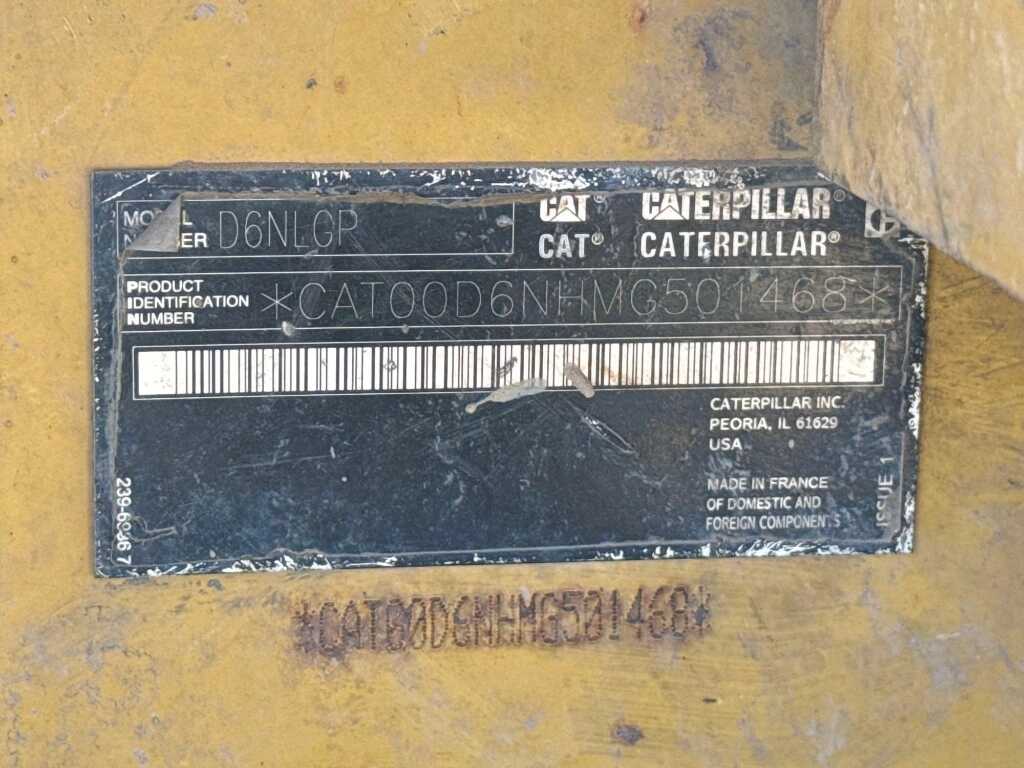 MODEL
NUMBER D6NLGP
CAT® CATERPILLAR
CAT® CATERPILLAR®
PRODUCT
IDENTIFICATION
NUMBER
*CAT00D6NHMG501468*
CATERPILLAR INC.
PEORIA, IL 61629
USA
MADE IN FRANCE
OF DOMESTIC AND
FOREIGN COMPONENTS
ISSUE 1
*CAT00D6NHMG501468*